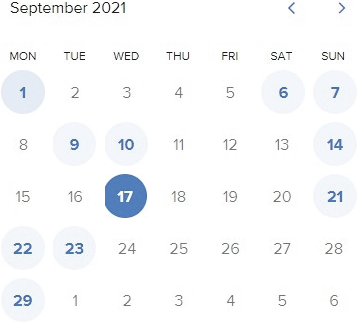 September 2021
MON TUE WED THU FRI SAT SUN
1 2 3 4 5 6 7
8 9 10 11 12 13 14
15 16 17 18 19 20 21
22 23 24 25 26 27 28
29 1 2 3 4 5 6